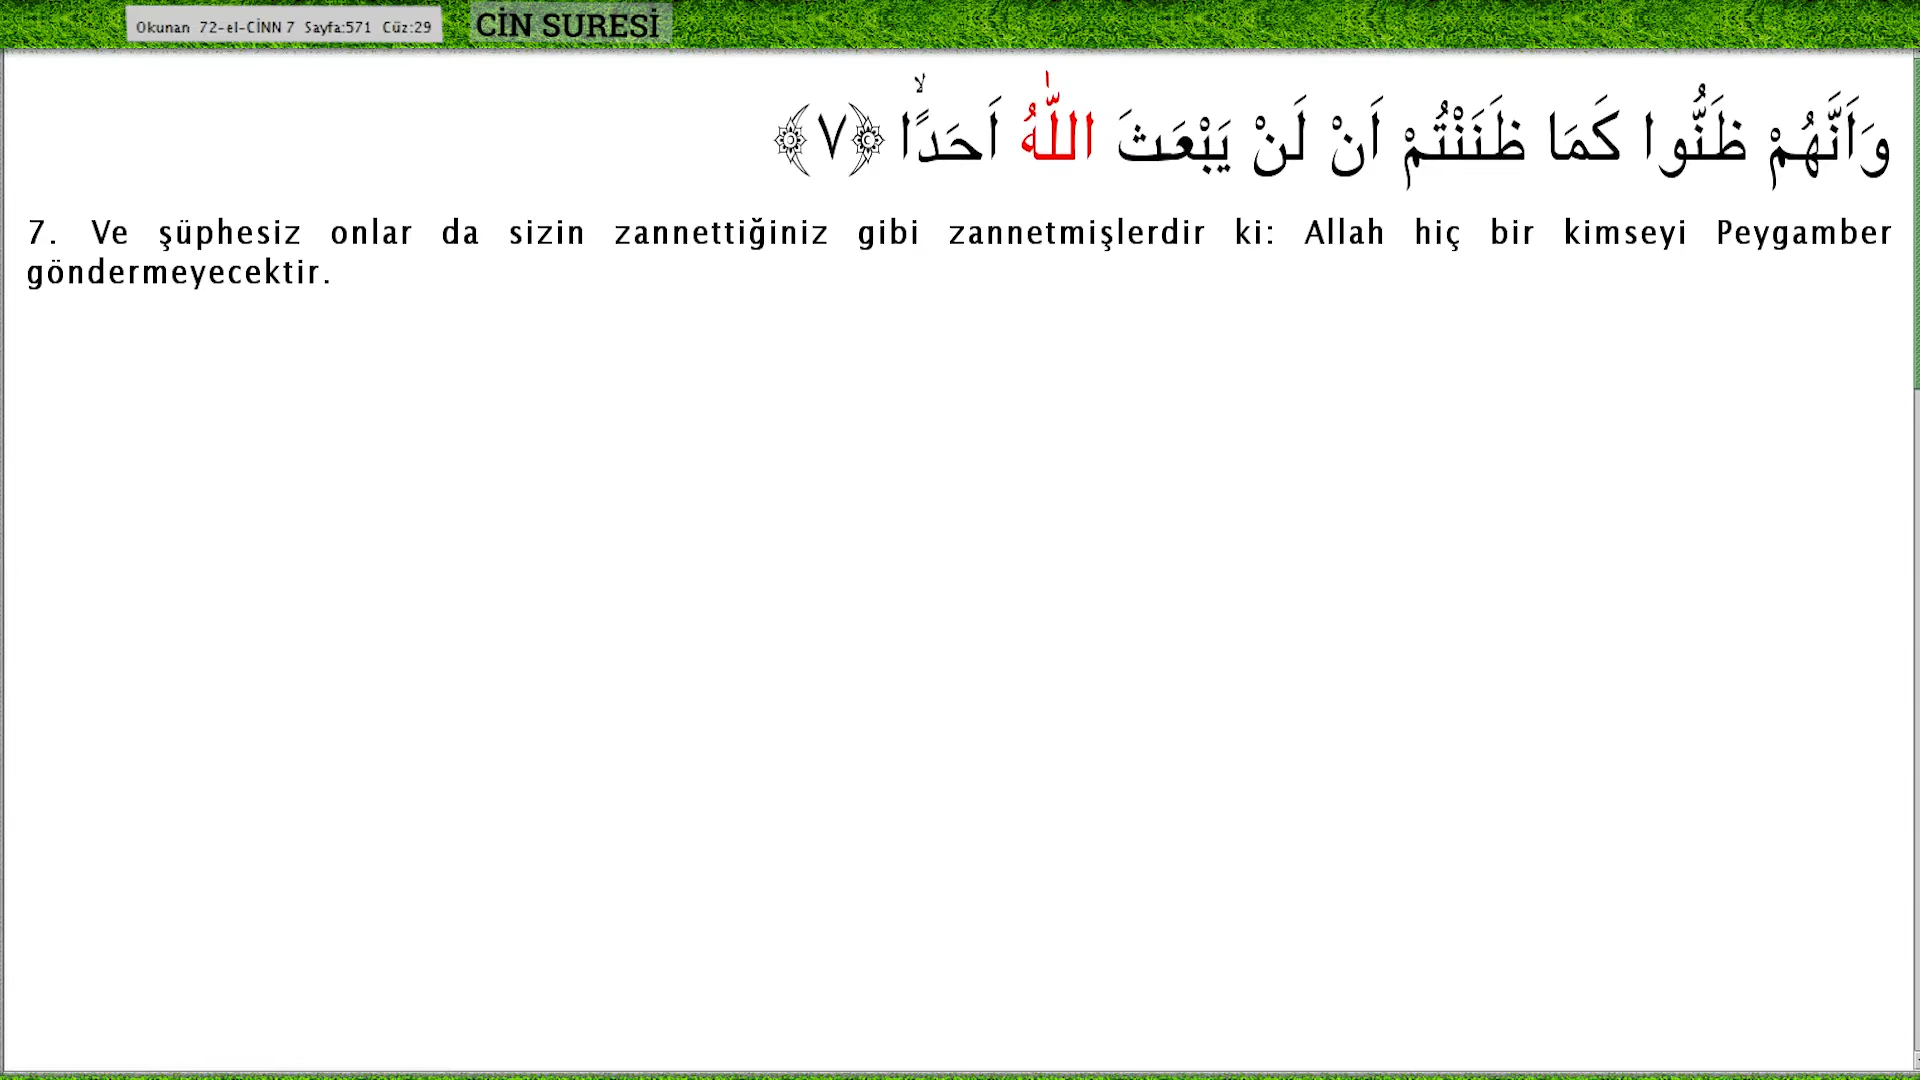 Okunan 72-el-CİNN 7 Sayfa:571 Cüz:29
CİN SURESİ
وَاَنَّهُمْ ظَنُّوا كَمَا ظَنَنْتُمْ اَنْ لَنْ يَبْعَثَ اللّٰهُ اَحَدًاۙ ﴿٧﴾
7. Ve şüphesiz onlar da sizin zannettiğiniz gibi zannetmişlerdir ki: Allah hiç bir kimseyi Peygamber
göndermeyecektir.